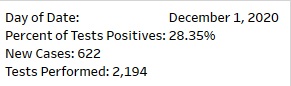 Day of Date: December 1, 2020
Percent of Tests Positives: 28.35%
New Cases: 622
Tests Performed: 2,194